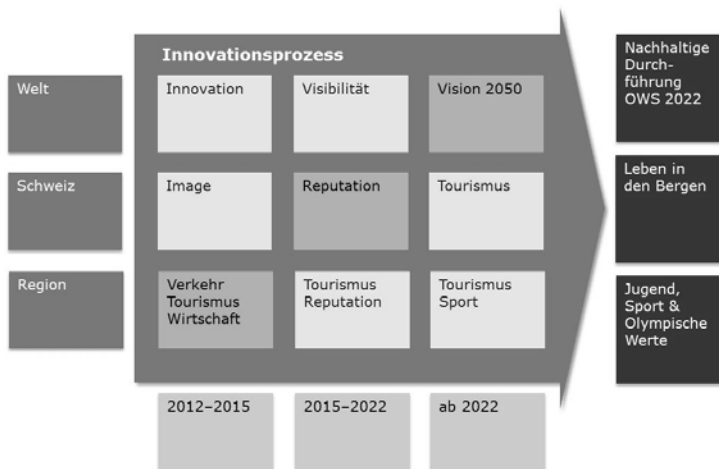 Innovationsprozess
Welt
Innovation
Visibilität
Vision 2050
Schweiz
Image
Reputation
Tourismus
Region
Verkehr
Tourismus
Wirtschaft
Tourismus
Reputation
Tourismus
Sport
2012–2015
2015–2022
ab 2022
Nachhaltige
Durch-
führung
OWS 2022
Leben in
den Bergen
Jugend,
Sport &
Olympische
Werte